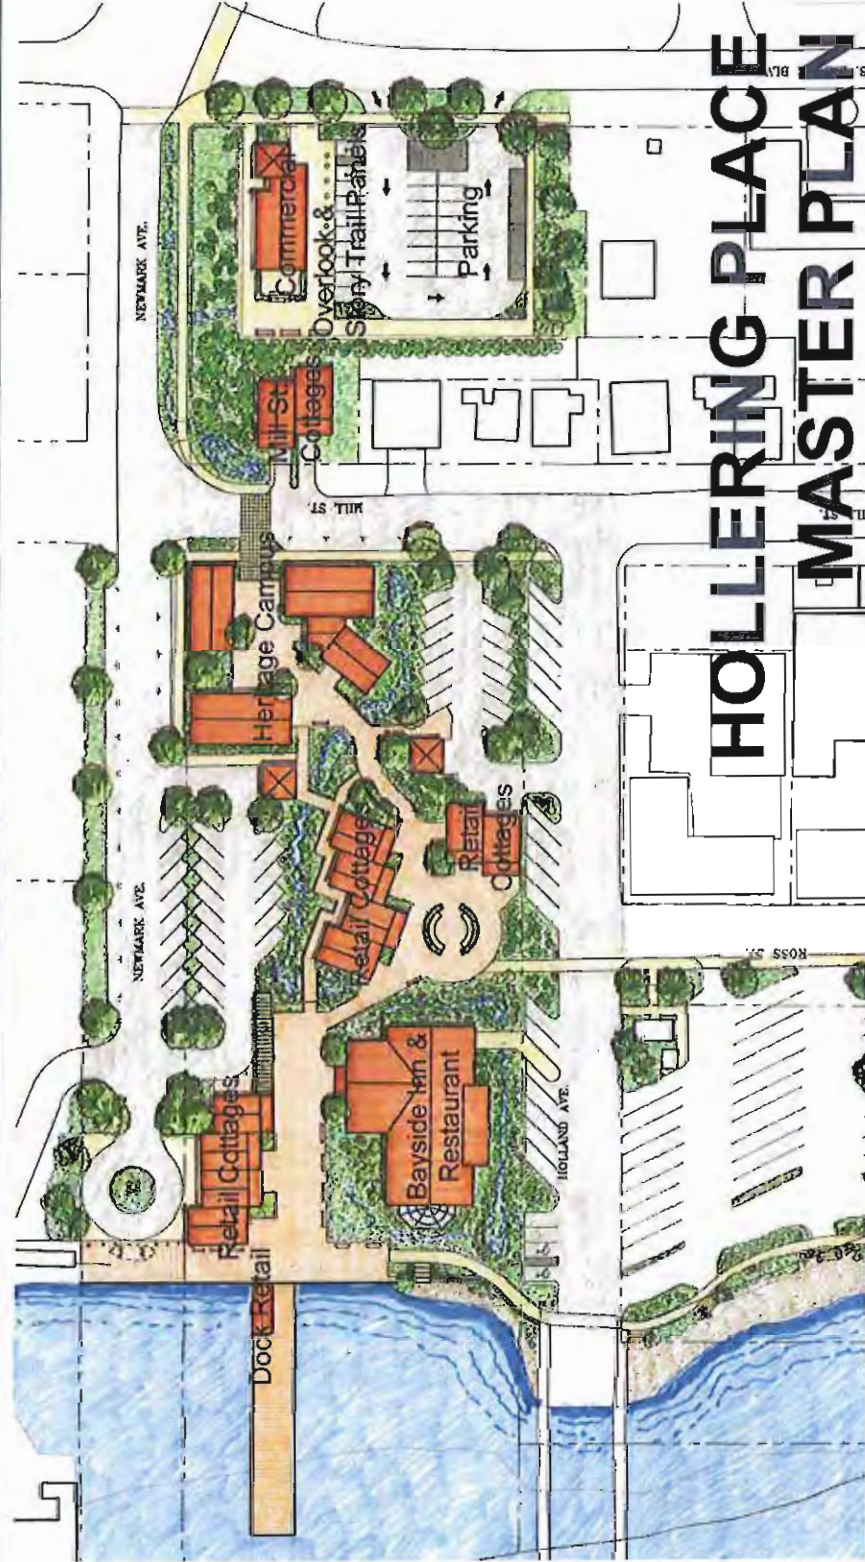 HOLLERING PLACE
MASTER PLAN
NEWMARK AVE.
NEWMARK AVE.
Commercial
Overlook &
Story Trail Panels
Parking
Mill St.
Cottages
MILL ST.
Heritage Campus
Retail Cottages
Retail
Cottages
ROSS ST.
Bayside Inn &
Restaurant
HOLLAND AVE.
Retail Cottages
Dock Retail